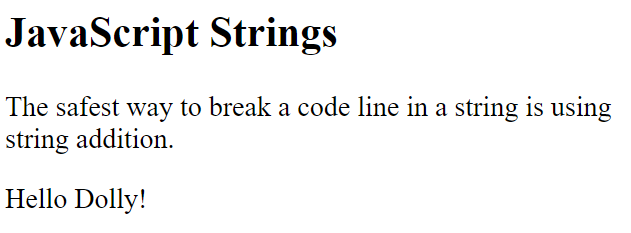 JavaScript Strings
The safest way to break a code line in a string is using
string addition.
Hello Dolly!